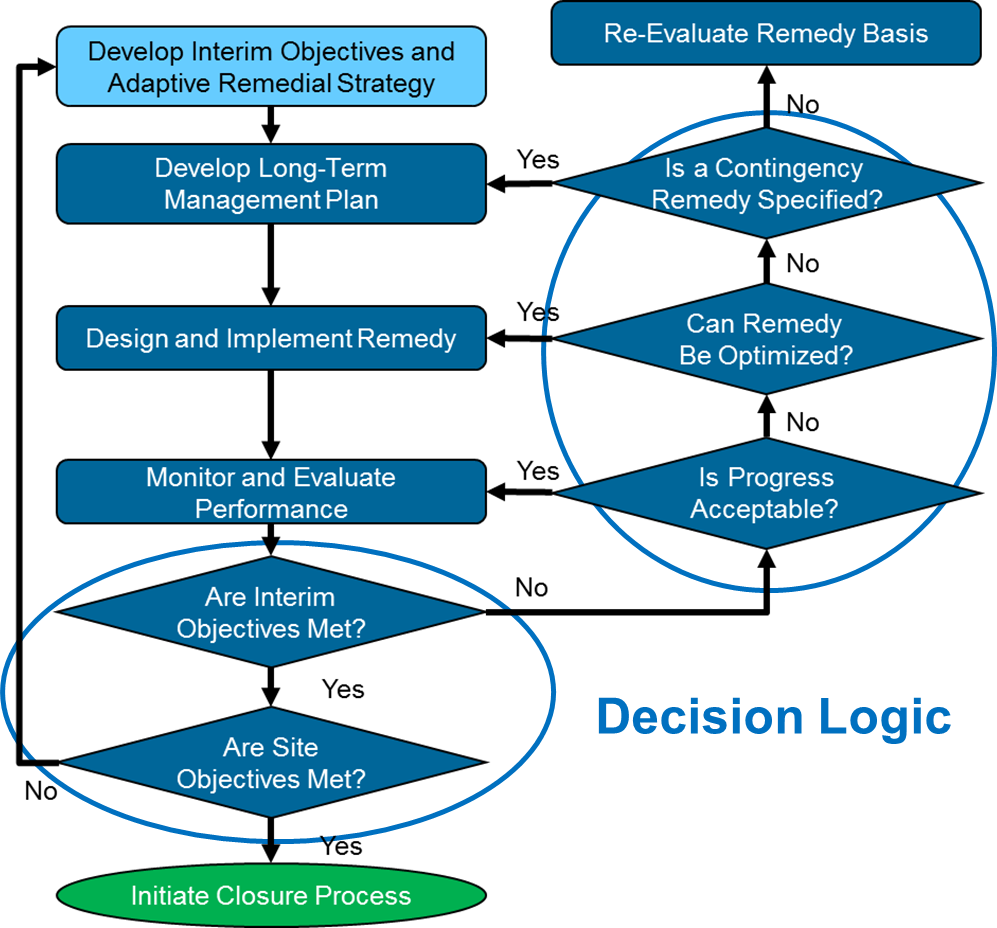 Develop Interim Objectives and
Adaptive Remedial Strategy
Re-Evaluate Remedy Basis
No
Develop Long-Term
Management Plan
Yes
Is a Contingency
Remedy Specified?
No
Design and Implement Remedy
Yes
Can Remedy
Be Optimized?
No
Monitor and Evaluate
Performance
Yes
Is Progress
Acceptable?
Are Interim
Objectives Met?
No
Yes
Decision Logic
Are Site
Objectives Met?
No
Yes
Initiate Closure Process